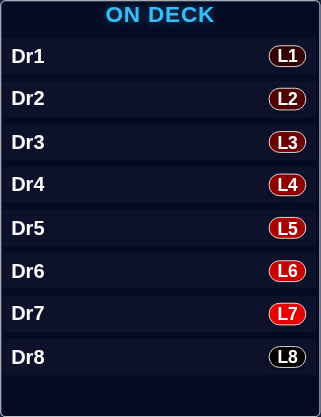 ON DECK
Dr1 L1
Dr2 L2
Dr3 L3
Dr4 L4
Dr5 L5
Dr6 L6
Dr7 L7
Dr8 L8